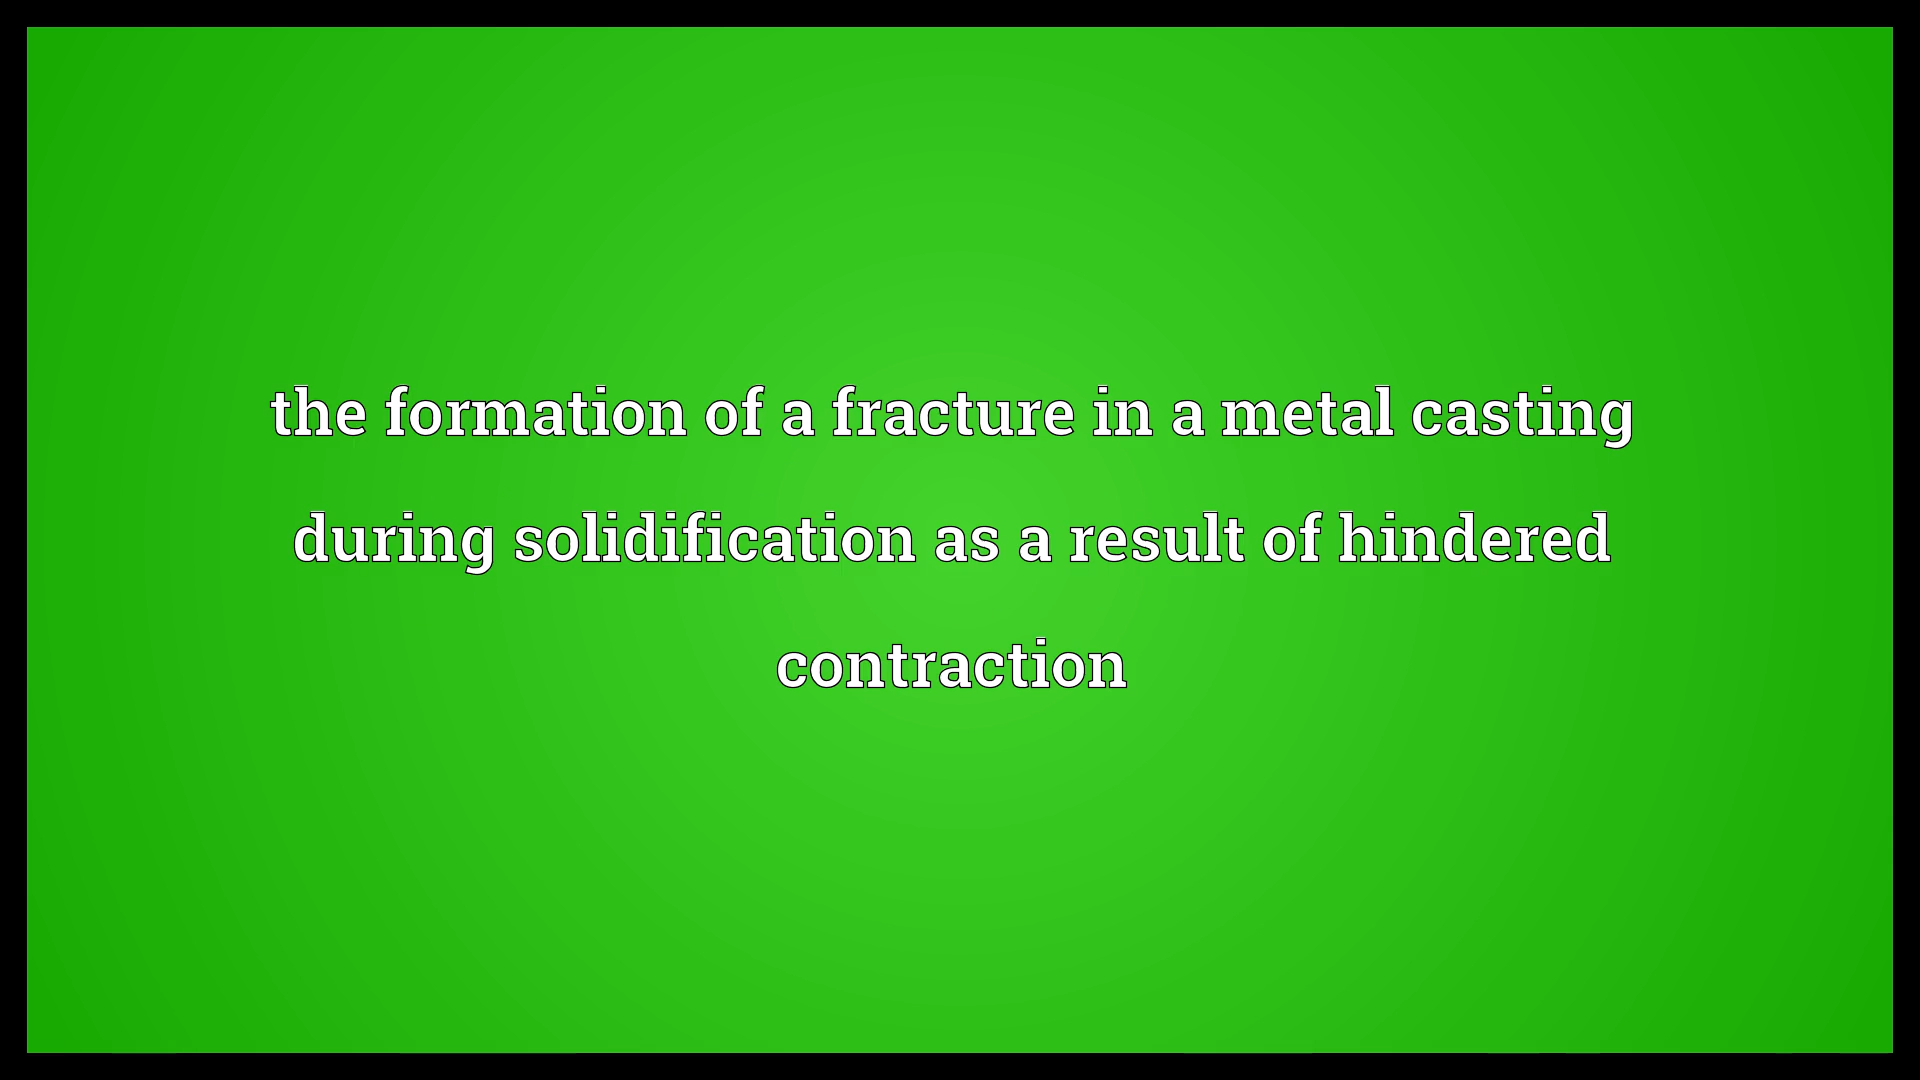 the formation of a fracture in a metal casting
during solidification as a result of hindered
contraction